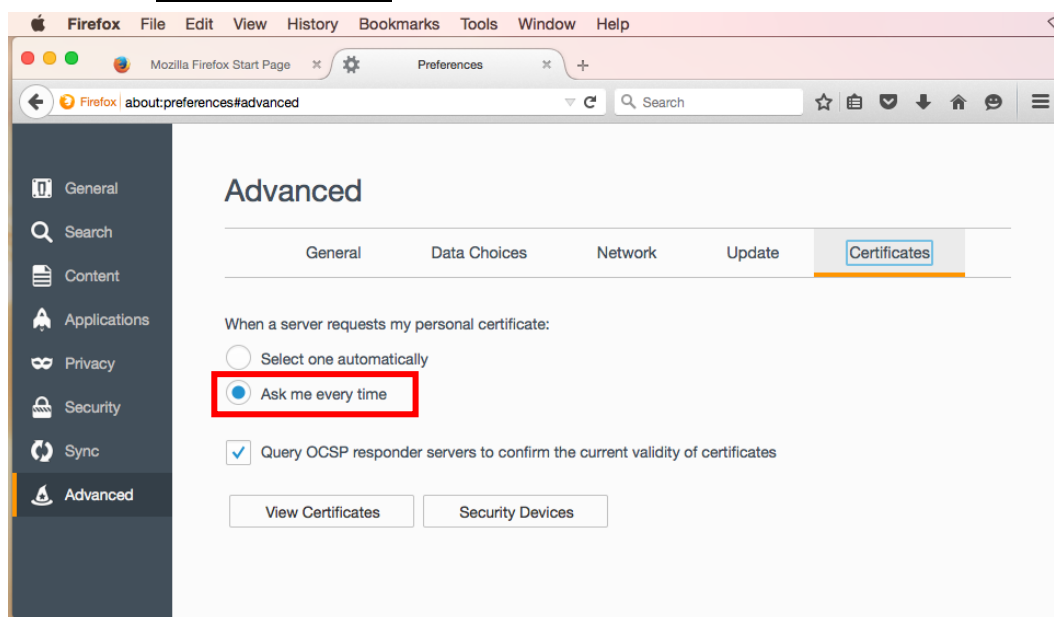 Firefox File Edit View History Bookmarks Tools Window Help
Mozilla Firefox Start Page Preferences
Firefox about:preferences#advanced Search
General
Search
Content
Applications
Privacy
Security
Sync
Advanced
Advanced
General Data Choices Network Update Certificates
When a server requests my personal certificate:
Select one automatically
Ask me every time
Query OCSP responder servers to confirm the current validity of certificates
View Certificates Security Devices